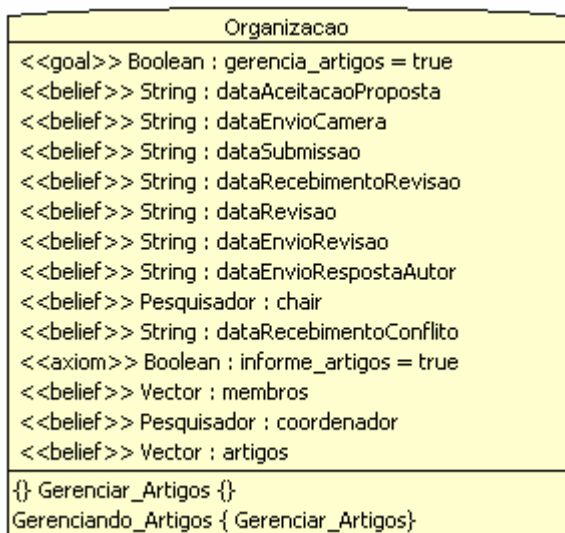 Organizacao
<<goal>> Boolean : gerencia_artigos = true
<<belief>> String : dataAceitacaoProposta
<<belief>> String : dataEnvioCamera
<<belief>> String : dataSubmissao
<<belief>> String : dataRecebimentoRevisao
<<belief>> String : dataRevisao
<<belief>> String : dataEnvioRevisao
<<belief>> String : dataEnvioRespostaAutor
<<belief>> Pesquisador : chair
<<belief>> String : dataRecebimentoConflito
<<axiom>> Boolean : informe_artigos = true
<<belief>> Vector : membros
<<belief>> Pesquisador : coordenador
<<belief>> Vector : artigos
{} Gerenciar_Artigos {}
Gerenciando_Artigos { Gerenciar_Artigos}